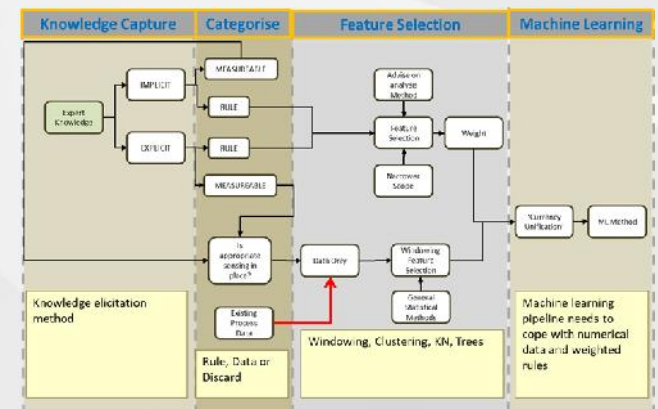 Knowledge Capture
Categorise
Feature Selection
Machine Learning
Expert
Knowledge
IMPLICIT
EXPLICIT
MEASURABLE
RULE
RULE
MEASURABLE
Is
appropriate
sensing in
place?
Existing
Process
Data
Advise on
analysis
Method
Feature
Selection
Weight
Narrower
Scope
Data Only
Windowing
Feature
Selection
General
Statistical
Methods
'Currency
Unification'
ML Method
Knowledge elicitation
method
Rule, Data or
Discard
Windowing, Clustering, KN, Trees
Machine learning
pipeline needs to
cope with numerical
data and weighted
rules